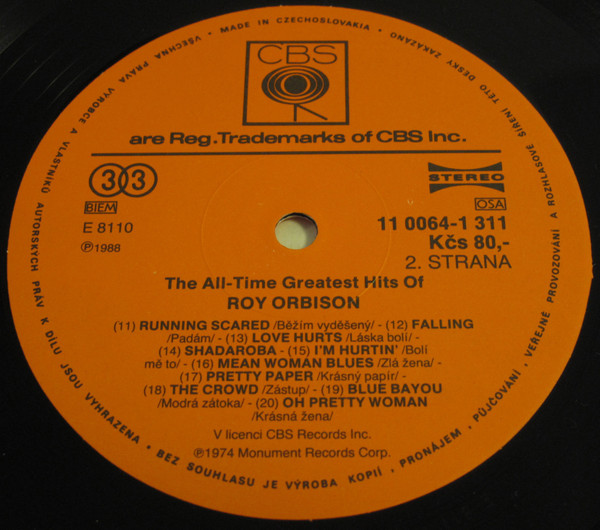 • MADE IN CZECHOSLOVAKIA •
VŠECHNA PRÁVA VÝROBCE A VLASTNÍKŮ AUTORSKÝCH PRÁV K DÍLU JSOU VYHRAZENA • BEZ SOUHLASU JE VÝROBA KOPIÍ, PRONÁJEM, PŮJČOVÁNÍ, VEŘEJNÉ PROVOZOVÁNÍ A ROZHLASOVÉ ŠÍŘENÍ TÉTO DESKY ZAKÁZÁNO
CBS
are Reg.Trademarks of CBS Inc.
33
STEREO
BIEM
OSA
E 8110
11 0064-1 311
℗1988
Kčs 80,-
2. STRANA
The All-Time Greatest Hits Of
ROY ORBISON
(11) RUNNING SCARED /Běžím vyděšený/ - (12) FALLING
/Padám/ - (13) LOVE HURTS /Láska bolí/ -
(14) SHADAROBA - (15) I'M HURTIN' /Bolí
mě to/ - (16) MEAN WOMAN BLUES /Zlá žena/ -
(17) PRETTY PAPER /Krásný papír/ -
(18) THE CROWD /Zástup/ - (19) BLUE BAYOU
/Modrá zátoka/ - (20) OH PRETTY WOMAN
/Krásná žena/
V licenci CBS Records Inc.
℗1974 Monument Records Corp.